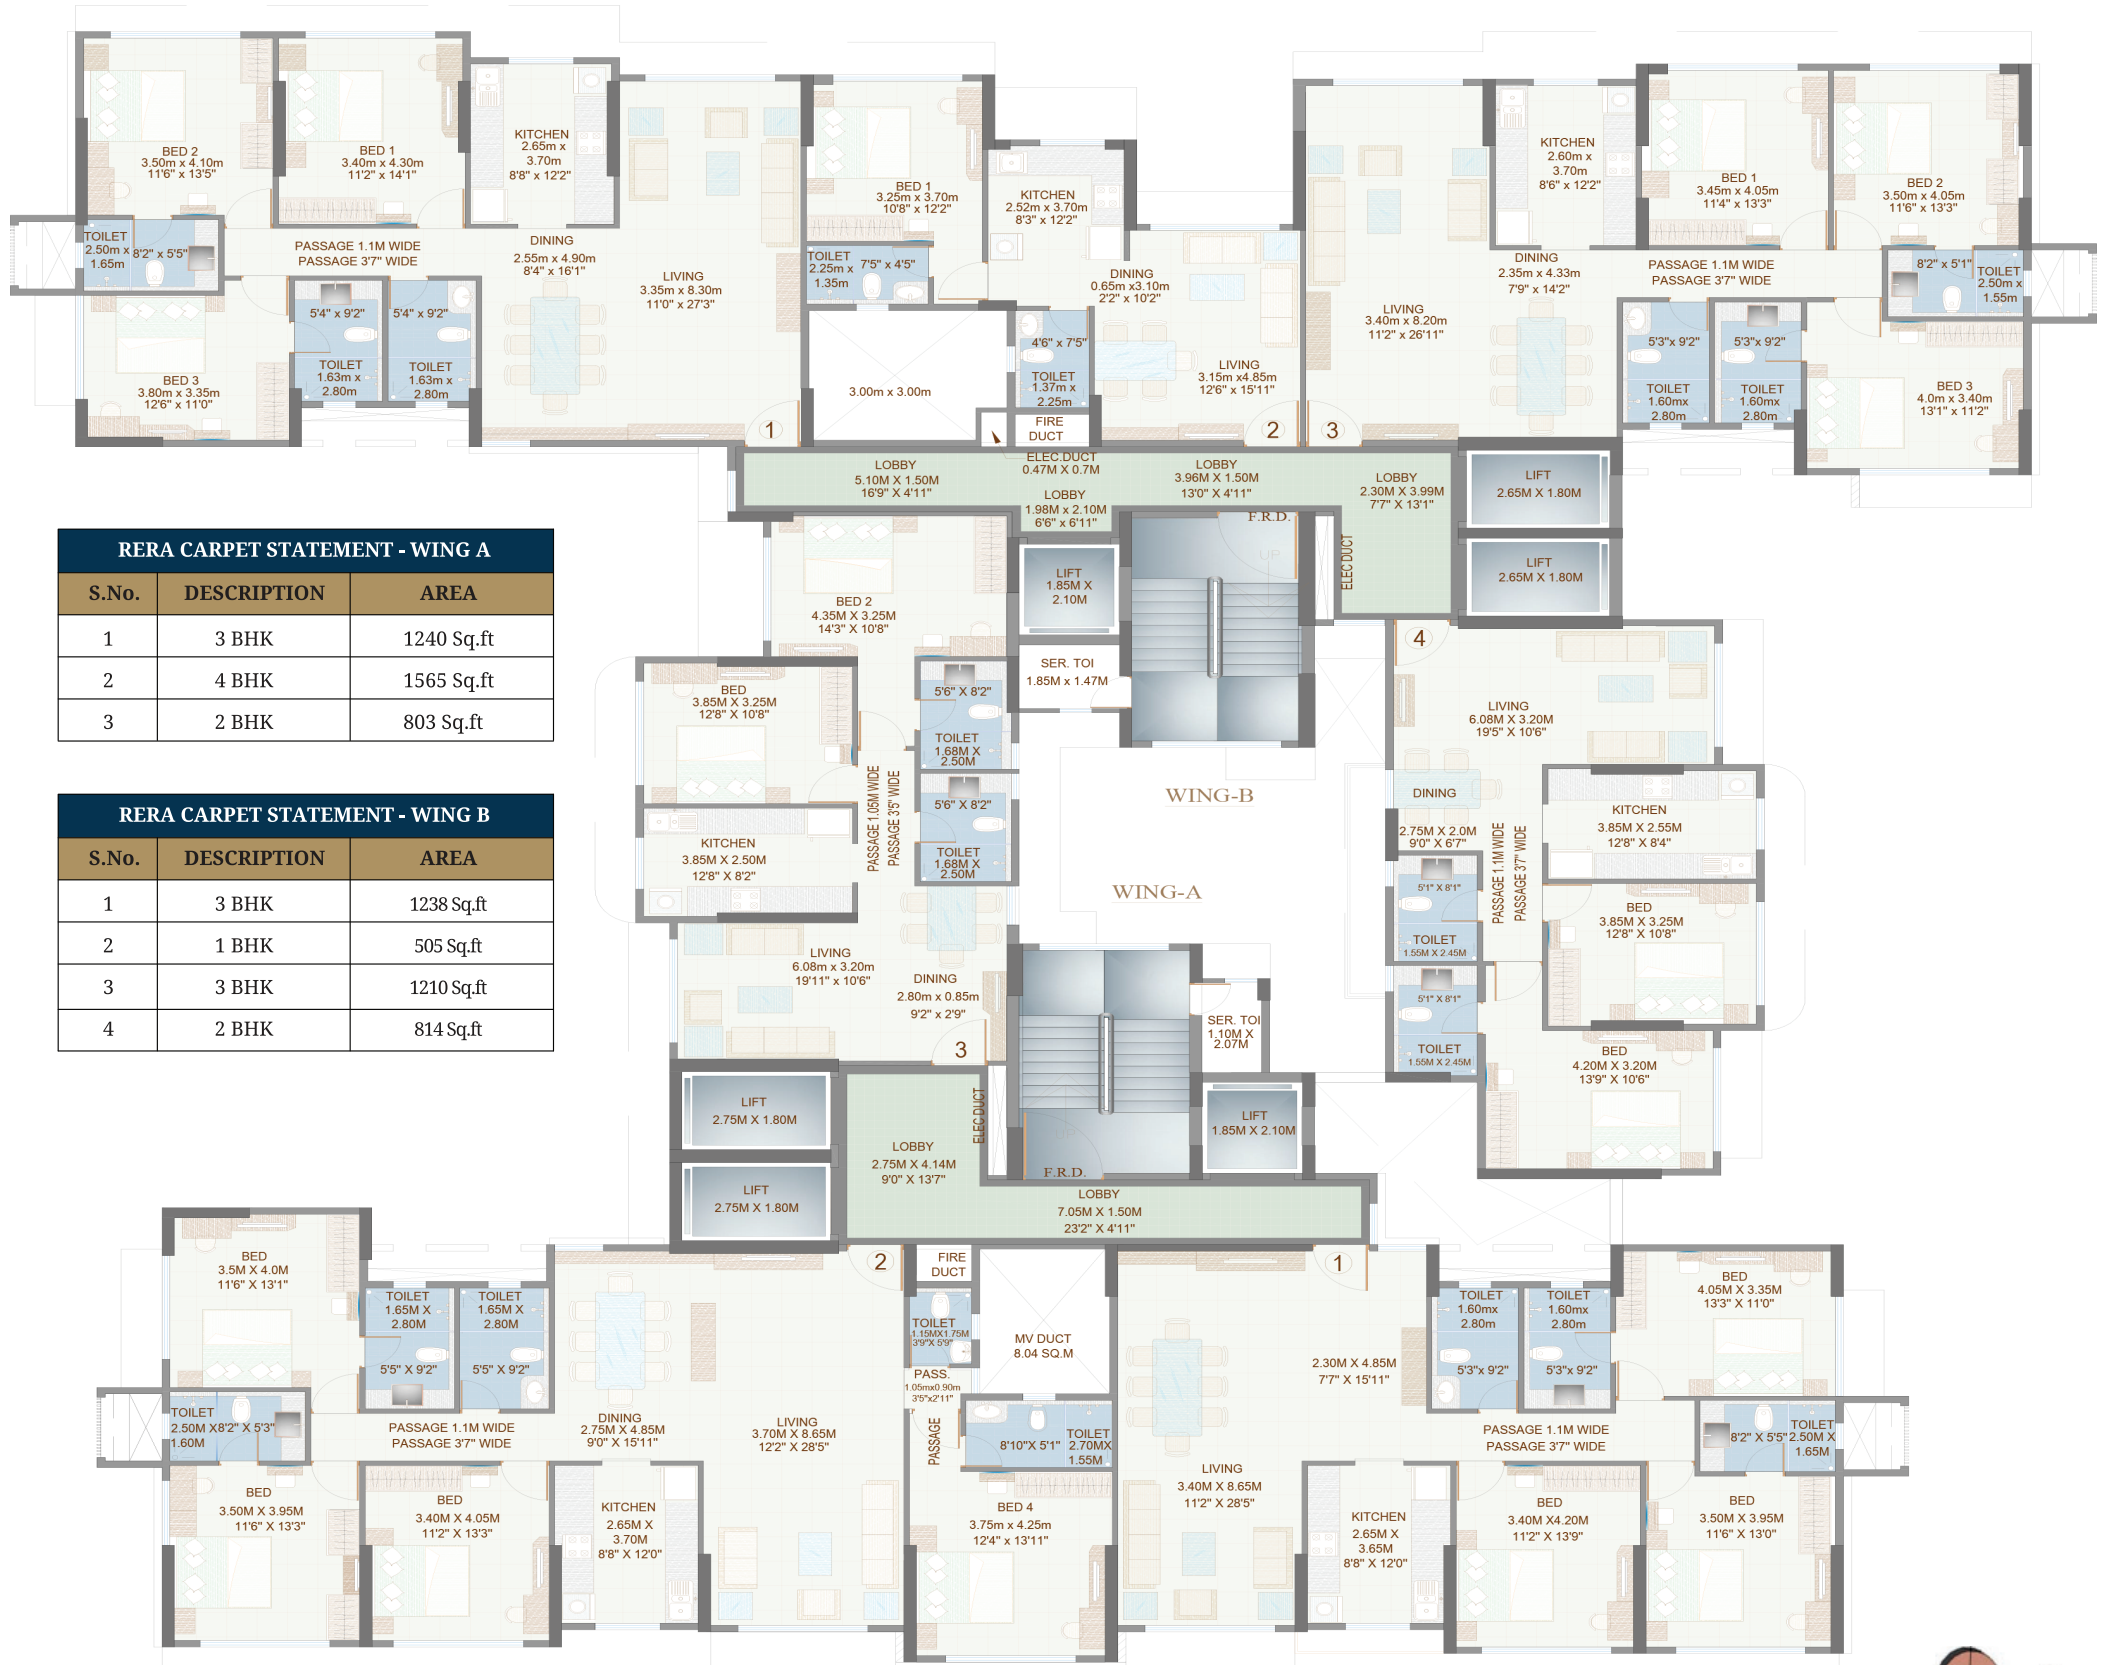 BED 2
3.50m x 4.10m
11'6" x 13'5"
BED 1
3.40m x 4.30m
11'2" x 14'1"
KITCHEN
2.65m x
3.70m
8'8" x 12'2"
TOILET
2.50m x
1.65m
8'2" x 5'5"
PASSAGE 1.1M WIDE
PASSAGE 3'7" WIDE
DINING
2.55m x 4.90m
8'4" x 16'1"
LIVING
3.35m x 8.30m
11'0" x 27'3"
BED 3
3.80m x 3.35m
12'6" x 11'0"
5'4" x 9'2"
TOILET
1.63m x
2.80m
5'4" x 9'2"
TOILET
1.63m x
2.80m
1
BED 1
3.25m x 3.70m
10'8" x 12'2"
TOILET
2.25m x
1.35m
7'5" x 4'5"
KITCHEN
2.52m x 3.70m
8'3" x 12'2"
DINING
0.65m x3.10m
2'2" x 10'2"
3.00m x 3.00m
4'6" x 7'5"
TOILET
1.37m x
2.25m
FIRE
DUCT
LIVING
3.15m x4.85m
12'6" x 15'11"
2
3
LIVING
3.40m x 8.20m
11'2" x 26'11"
KITCHEN
2.60m x
3.70m
8'6" x 12'2"
DINING
2.35m x 4.33m
7'9" x 14'2"
BED 1
3.45m x 4.05m
11'4" x 13'3"
BED 2
3.50m x 4.05m
11'6" x 13'3"
PASSAGE 1.1M WIDE
PASSAGE 3'7" WIDE
8'2" x 5'1"
TOILET
2.50m x
1.55m
5'3"x 9'2"
TOILET
1.60mx
2.80m
5'3"x 9'2"
TOILET
1.60mx
2.80m
BED 3
4.0m x 3.40m
13'1" x 11'2"
LOBBY
5.10M X 1.50M
16'9" X 4'11"
ELEC.DUCT
0.47M X 0.7M
LOBBY
1.98M x 2.10M
6'6" x 6'11"
LOBBY
3.96M x 1.50M
13'0" X 4'11"
LOBBY
2.30M X 3.99M
7'7" X 13'1"
LIFT
2.65M X 1.80M
LIFT
2.65M X 1.80M
F.R.D.
UP
ELEC DUCT
LIFT
1.85M X
2.10M
SER. TOI
1.85M x 1.47M
RERA CARPET STATEMENT - WING A
S.No. DESCRIPTION AREA
1 3 BHK 1240 Sq.ft
2 4 BHK 1565 Sq.ft
3 2 BHK 803 Sq.ft
RERA CARPET STATEMENT - WING B
S.No. DESCRIPTION AREA
1 3 BHK 1238 Sq.ft
2 1 BHK 505 Sq.ft
3 3 BHK 1210 Sq.ft
4 2 BHK 814 Sq.ft
BED 2
4.35M X 3.25M
14'3" X 10'8"
BED
3.85M X 3.25M
12'8" X 10'8"
5'6" X 8'2"
TOILET
1.68M X
2.50M
5'6" X 8'2"
TOILET
1.68M X
2.50M
PASSAGE 1.05M WIDE
PASSAGE 3'5" WIDE
KITCHEN
3.85M X 2.50M
12'8" X 8'2"
LIVING
6.08m x 3.20m
19'11" x 10'6"
DINING
2.80m x 0.85m
9'2" x 2'9"
3
WING-B
WING-A
4
LIVING
6.08M X 3.20M
19'5" X 10'6"
DINING
2.75M X 2.0M
9'0" X 6'7"
KITCHEN
3.85M X 2.55M
12'8" X 8'4"
PASSAGE 1.1M WIDE
PASSAGE 3'7" WIDE
5'1" X 8'1"
TOILET
1.55M X 2.45M
5'1" X 8'1"
TOILET
1.55M X 2.45M
BED
3.85M X 3.25M
12'8" X 10'8"
BED
4.20M X 3.20M
13'9" X 10'6"
SER. TOI
1.10M X
2.07M
LIFT
1.85M X 2.10M
UP
F.R.D.
ELEC DUCT
LIFT
2.75M X 1.80M
LIFT
2.75M X 1.80M
LOBBY
2.75M X 4.14M
9'0" X 13'7"
LOBBY
7.05M X 1.50M
23'2" X 4'11"
BED
3.5M X 4.0M
11'6" X 13'1"
TOILET
1.65M X
2.80M
5'5" X 9'2"
TOILET
1.65M X
2.80M
5'5" X 9'2"
TOILET
2.50M X8'2" X 5'3"
1.60M
PASSAGE 1.1M WIDE
PASSAGE 3'7" WIDE
DINING
2.75M X 4.85M
9'0" X 15'11"
LIVING
3.70M X 8.65M
12'2" X 28'5"
BED
3.50M X 3.95M
11'6" X 13'3"
BED
3.40M X 4.05M
11'2" X 13'3"
KITCHEN
2.65M X
3.70M
8'8" X 12'0"
2
FIRE
DUCT
TOILET
1.15MX1.75M
3'9"X 5'9"
PASS.
1.05mx0.90m
3'5"x2'11"
PASSAGE
MV DUCT
8.04 SQ.M
8'10"X 5'1"
TOILET
2.70MX
1.55M
BED 4
3.75m x 4.25m
12'4" x 13'11"
1
2.30M X 4.85M
7'7" X 15'11"
LIVING
3.40M X 8.65M
11'2" X 28'5"
KITCHEN
2.65M X
3.65M
8'8" X 12'0"
TOILET
1.60mx
2.80m
5'3"x 9'2"
TOILET
1.60mx
2.80m
5'3"x 9'2"
BED
4.05M X 3.35M
13'3" X 11'0"
PASSAGE 1.1M WIDE
PASSAGE 3'7" WIDE
8'2" X 5'5"
TOILET
2.50M X
1.65M
BED
3.40M X4.20M
11'2" X 13'9"
BED
3.50M X 3.95M
11'6" X 13'0"